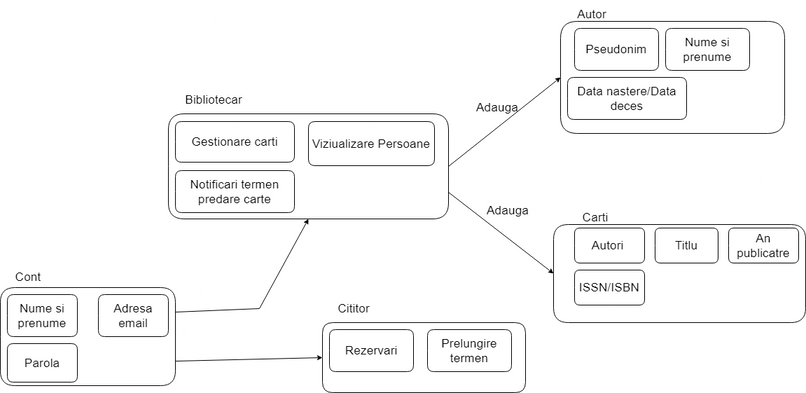 Autor
Pseudonim
Nume si
prenume
Data nastere/Data
deces
Bibliotecar
Gestionare carti
Viziualizare Persoane
Notificari termen
predare carte
Adauga
Adauga
Carti
Autori
Titlu
An
publicatre
ISSN/ISBN
Cont
Nume si
prenume
Adresa
email
Parola
Cititor
Rezervari
Prelungire
termen